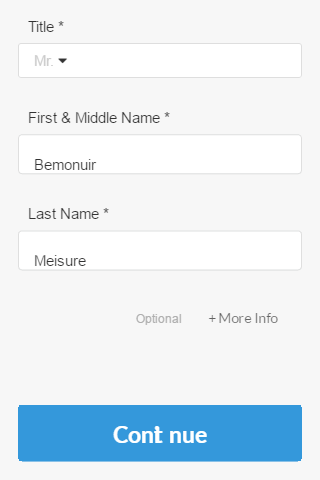 Title *
Mr.
First & Middle Name *
Bemonuir
Last Name *
Meisure
Optional + More Info
Cont nue